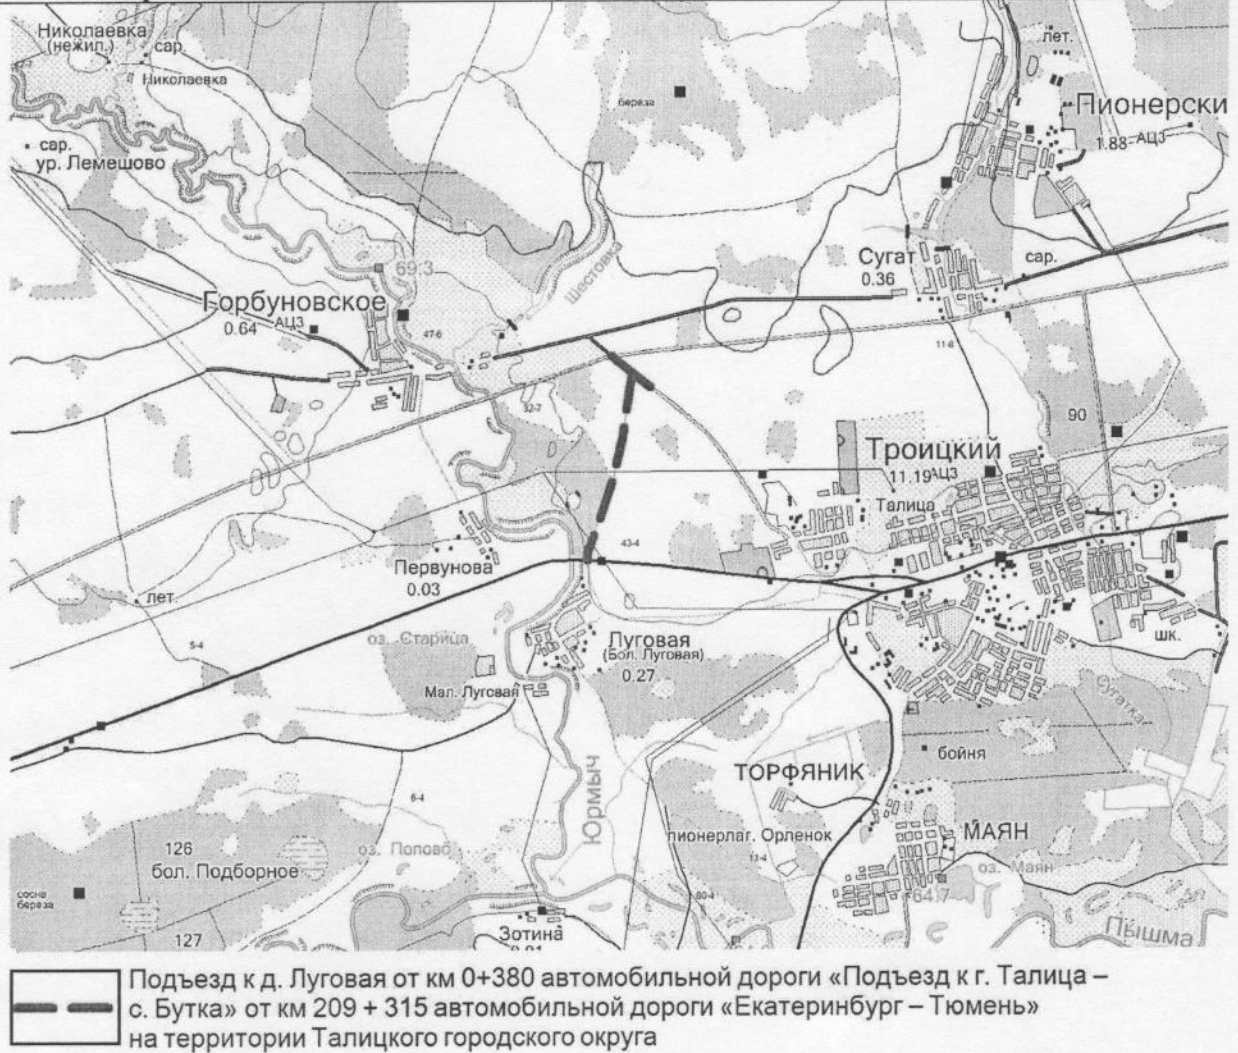 Николаевка
(нежил.)
сар.
Николаевка
сар.
ур. Лемешово
береза
лет.
Пионерски
1.88 АЦЗ
69.3
Шестовка
Сугат
0.36
сар.
Горбуновское
0.64 АЦЗ
47-6
11-8
32-7
90
Троицкий
11.19 АЦЗ
Талица
43-4
Первунова
0.03
лет.
5-4
оз. Старица
Луговая
(Бол. Луговая)
0.27
Мал. Луговая
шк.
Сугатка
бойня
ТОРФЯНИК
Юрмыч
6-4
пионерлаг. Орленок
МАЯН
126
бол. Подборное
оз. Попово
оз. Маян
64.7
сосна
береза
127
Зотина
Пышма
Подъезд к д. Луговая от км 0+380 автомобильной дороги «Подъезд к г. Талица –
с. Бутка» от км 209 + 315 автомобильной дороги «Екатеринбург – Тюмень»
на территории Талицкого городского округа